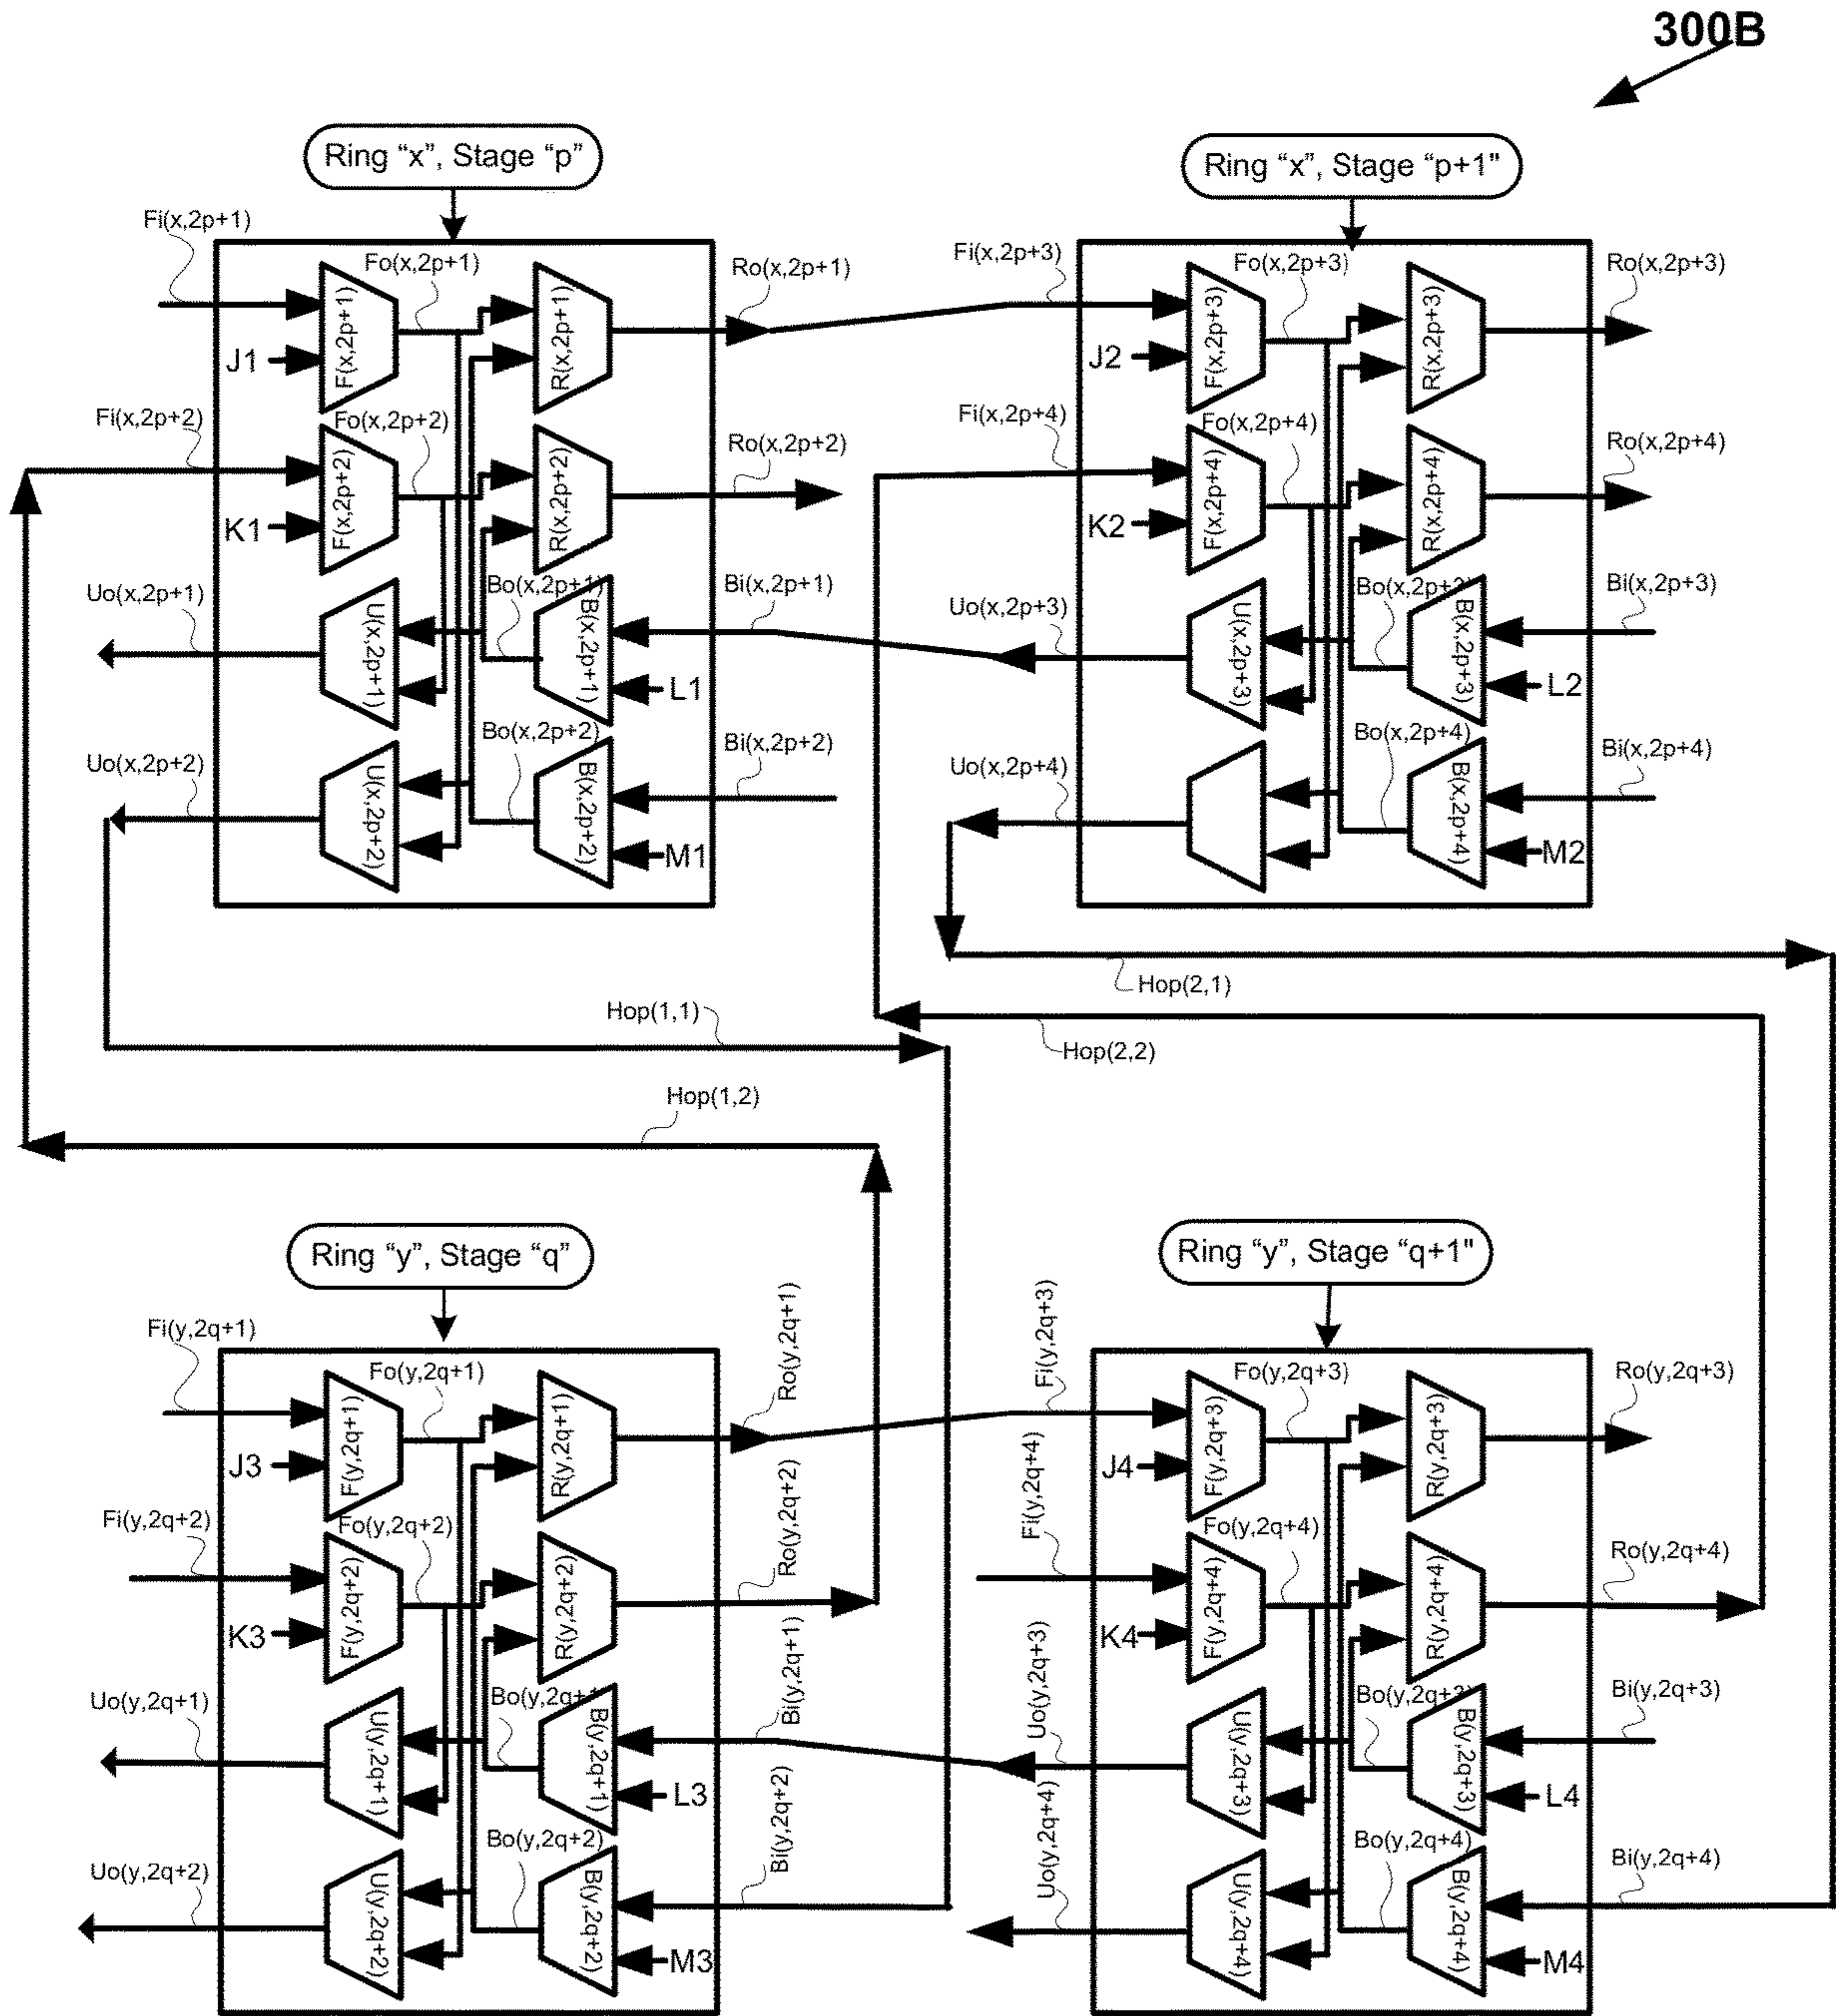 300B
Ring “x”, Stage “p”
Ring “x”, Stage “p+1"
Fi(x,2p+1)
Fo(x,2p+1)
Ro(x,2p+1)
F(x,2p+1)
R(x,2p+1)
J1
Fi(x,2p+2)
Fo(x,2p+2)
Ro(x,2p+2)
F(x,2p+2)
R(x,2p+2)
K1
Uo(x,2p+1)
Bo(x,2p+1)
Bi(x,2p+1)
U(x,2p+1)
B(x,2p+1)
L1
Uo(x,2p+2)
Bo(x,2p+2)
Bi(x,2p+2)
U(x,2p+2)
B(x,2p+2)
M1
Fi(x,2p+3)
Fo(x,2p+3)
Ro(x,2p+3)
F(x,2p+3)
R(x,2p+3)
J2
Fi(x,2p+4)
Fo(x,2p+4)
Ro(x,2p+4)
F(x,2p+4)
R(x,2p+4)
K2
Uo(x,2p+3)
Bi(x,2p+3)
U(x,2p+3)
B(x,2p+3)
L2
Uo(x,2p+4)
Bo(x,2p+4)
Bi(x,2p+4)
B(x,2p+4)
M2
Hop(2,1)
Hop(1,1)
Hop(2,2)
Hop(1,2)
Ring “y”, Stage “q”
Ring “y”, Stage “q+1"
Fi(y,2q+1)
Fo(y,2q+1)
Ro(y,2q+1)
F(y,2q+1)
R(y,2q+1)
J3
Fi(y,2q+2)
Fo(y,2q+2)
Ro(y,2q+2)
F(y,2q+2)
R(y,2q+2)
K3
Uo(y,2q+1)
Bi(y,2q+1)
U(y,2q+1)
B(y,2q+1)
L3
Uo(y,2q+2)
Bo(y,2q+2)
Bi(y,2q+2)
U(y,2q+2)
B(y,2q+2)
M3
Fi(y,2q+3)
Fo(y,2q+3)
Ro(y,2q+3)
F(y,2q+3)
R(y,2q+3)
J4
Fi(y,2q+4)
Fo(y,2q+4)
Ro(y,2q+4)
F(y,2q+4)
R(y,2q+4)
K4
Uo(y,2q+3)
Bi(y,2q+3)
U(y,2q+3)
B(y,2q+3)
L4
Uo(y,2q+4)
Bo(y,2q+4)
Bi(y,2q+4)
U(y,2q+4)
B(y,2q+4)
M4